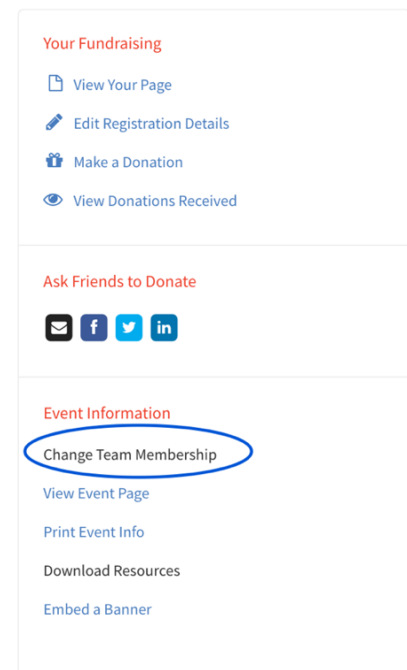 Your Fundraising
View Your Page
Edit Registration Details
Make a Donation
View Donations Received
Ask Friends to Donate
f
in
Event Information
Change Team Membership
View Event Page
Print Event Info
Download Resources
Embed a Banner